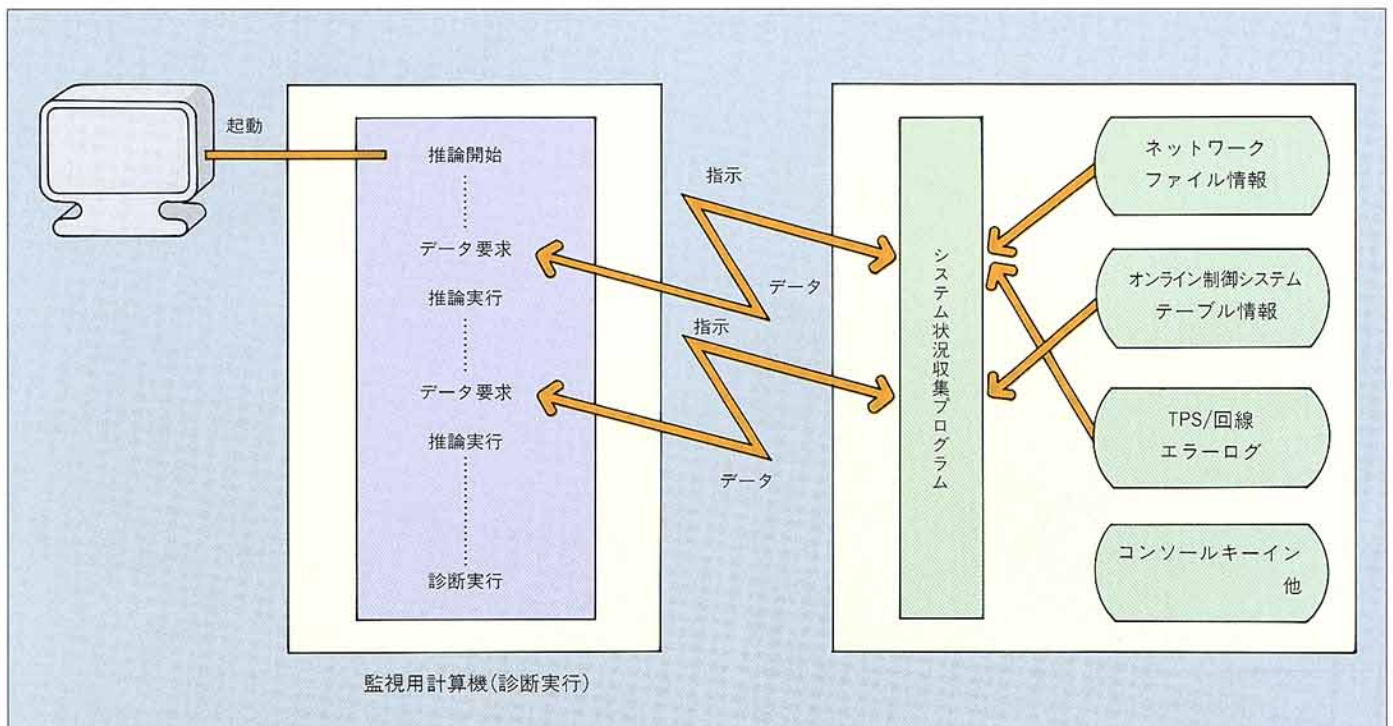 起動
推論開始
データ要求
推論実行
データ要求
推論実行
診断実行
監視用計算機(診断実行)
指示
データ
指示
データ
システム状況収集プログラム
ネットワーク
ファイル情報
オンライン制御システム
テーブル情報
TPS/回線
エラーログ
コンソールキーイン
他